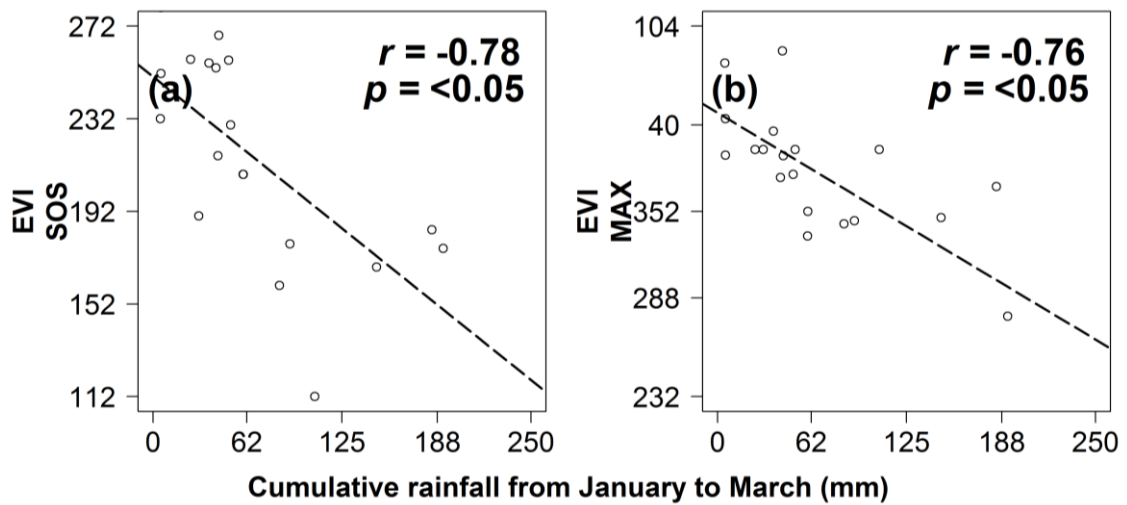 272
232
192
152
112
EVI
SOS
(a)
r = -0.78
p = <0.05
0
62
125
188
250
104
40
352
288
232
EVI
MAX
(b)
r = -0.76
p = <0.05
0
62
125
188
250
Cumulative rainfall from January to March (mm)